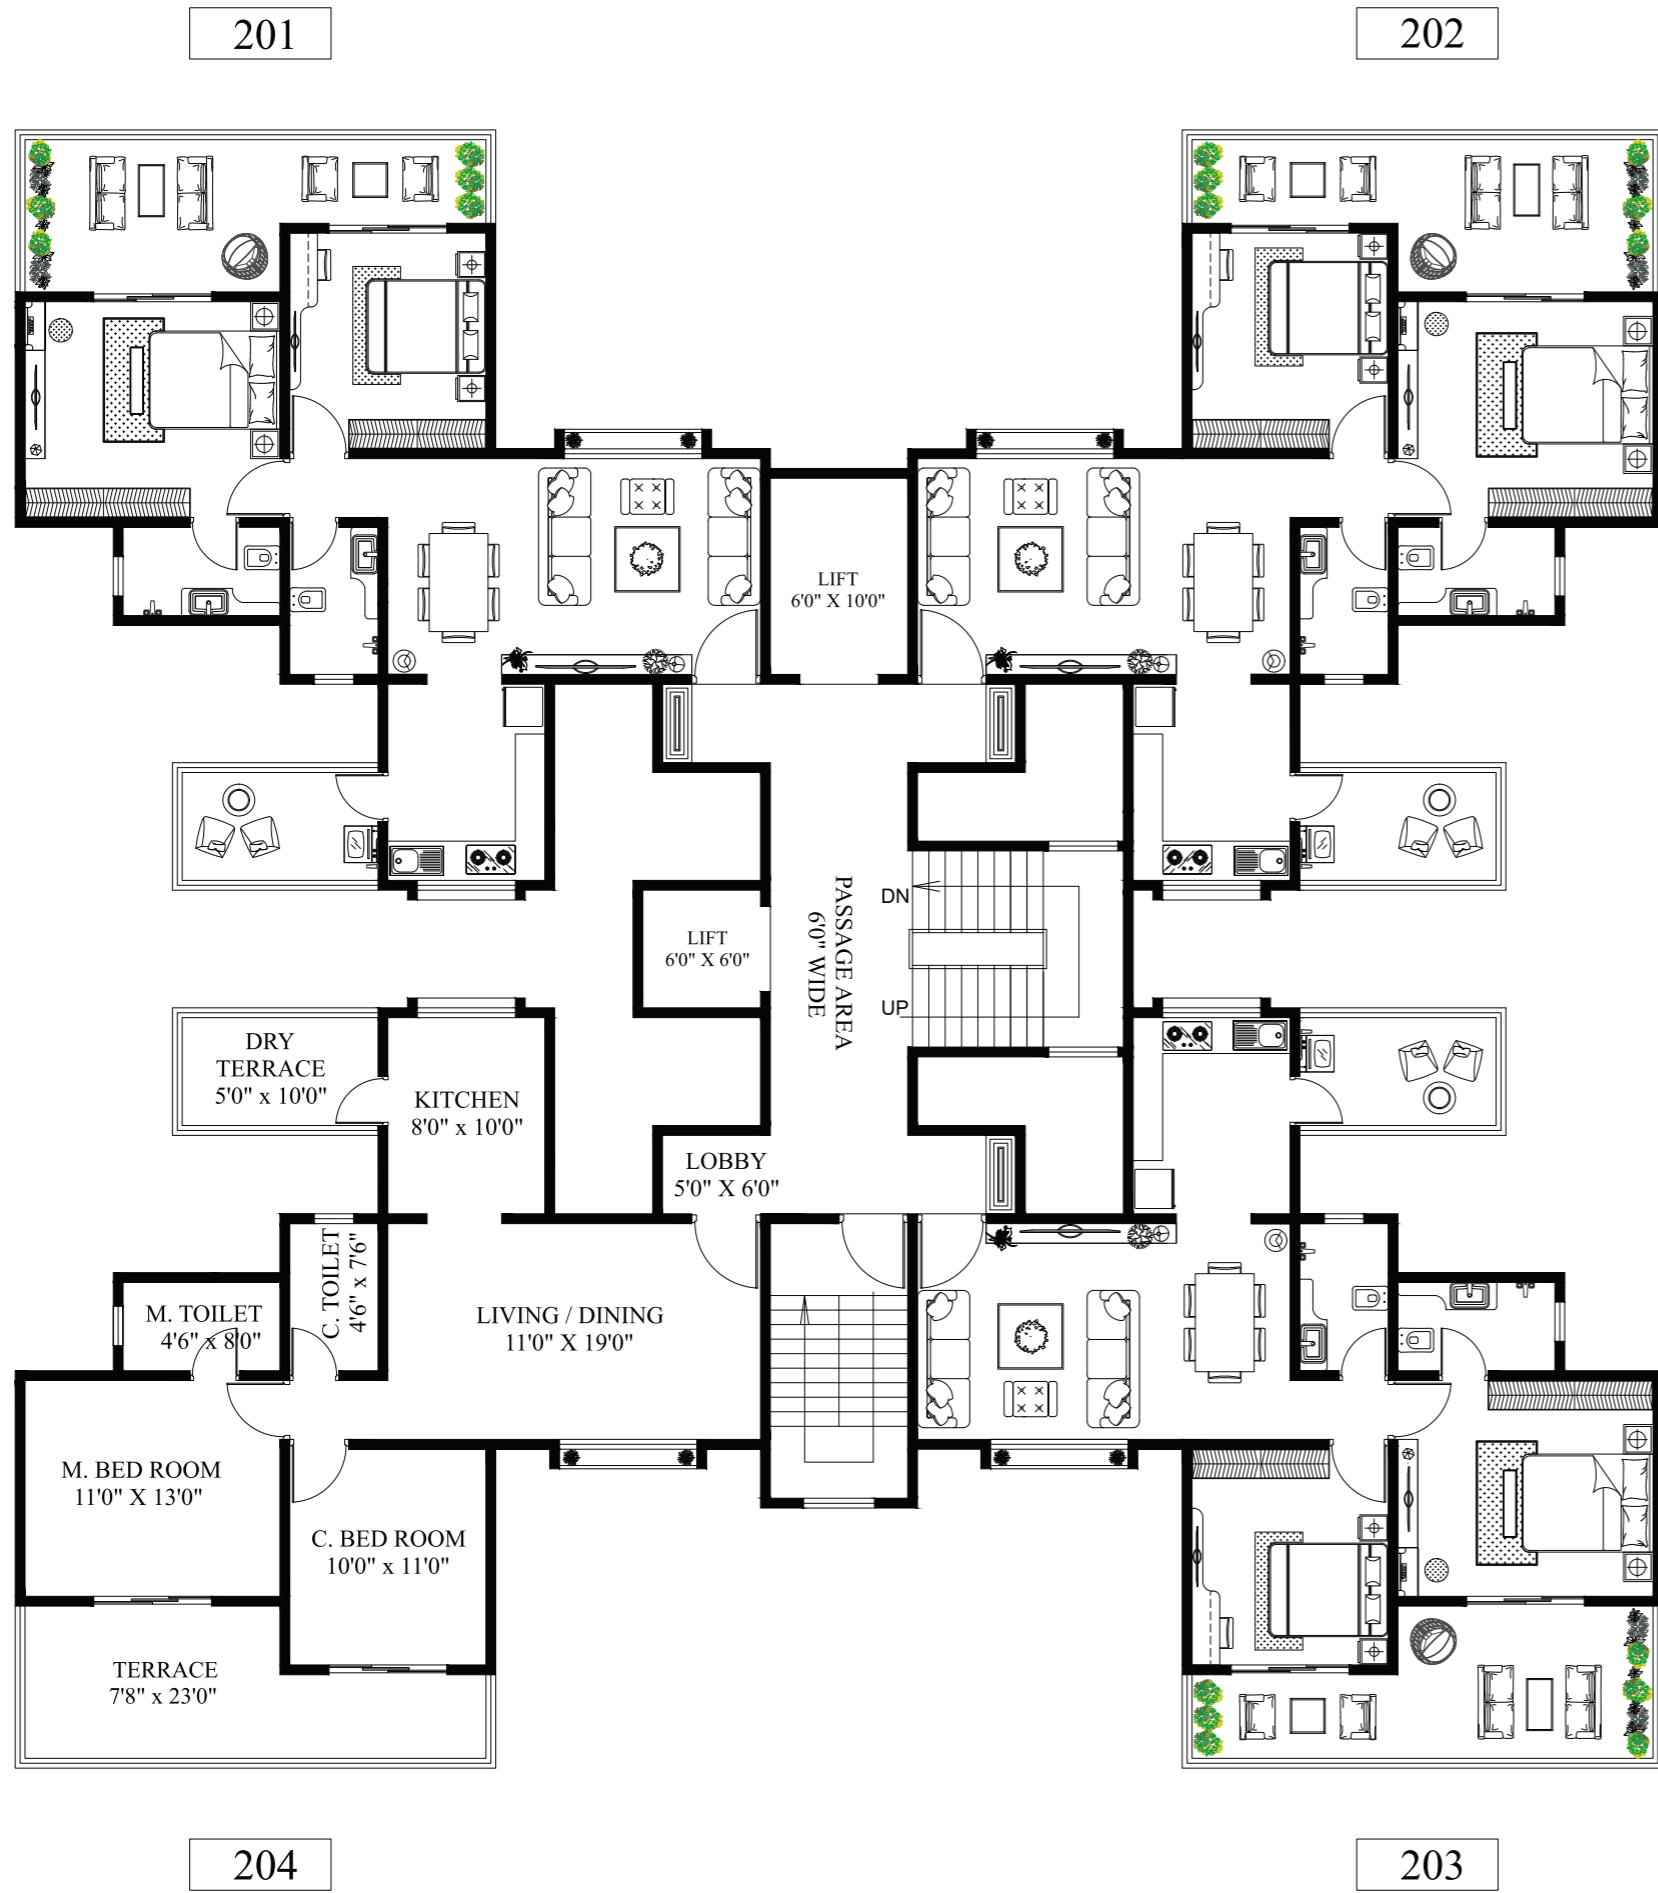 201
202
LIFT
6'0" X 10'0"
PASSAGE AREA
6'0" WIDE
DN
UP
LIFT
6'0" X 6'0"
DRY
TERRACE
5'0" x 10'0"
KITCHEN
8'0" x 10'0"
LOBBY
5'0" X 6'0"
C. TOILET
4'6" x 7'6"
M. TOILET
4'6" x 8'0"
LIVING / DINING
11'0" X 19'0"
M. BED ROOM
11'0" X 13'0"
C. BED ROOM
10'0" x 11'0"
TERRACE
7'8" x 23'0"
204
203